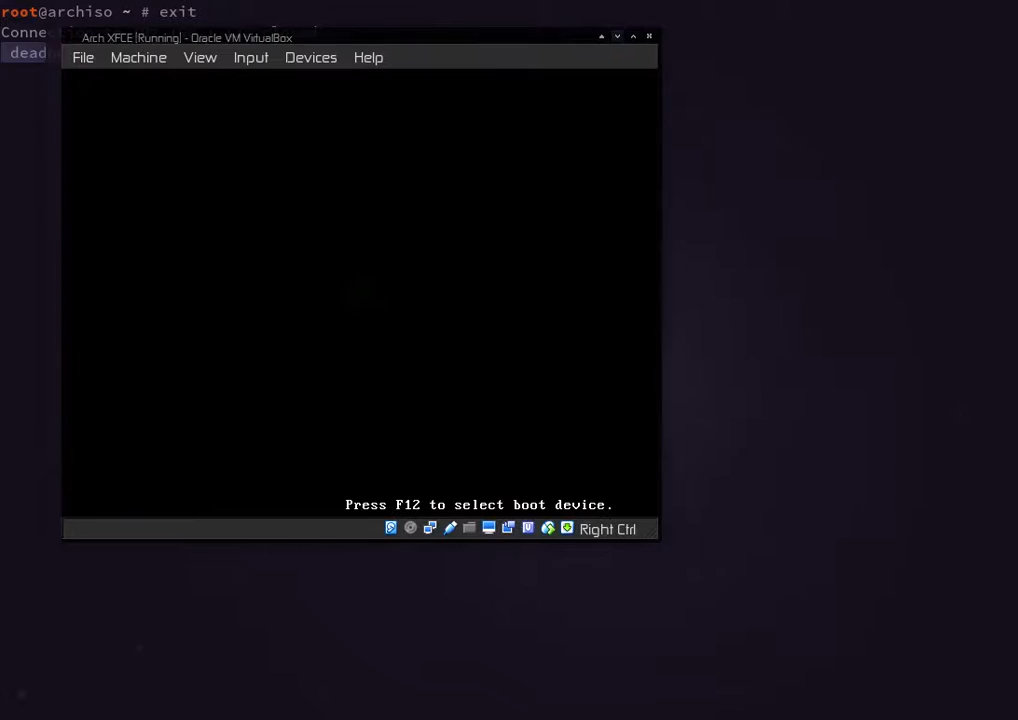 root@archiso ~ # exit
Conne
dead
Arch XFCE [Running] - Oracle VM VirtualBox
File Machine View Input Devices Help
Press F12 to select boot device.
Right Ctrl